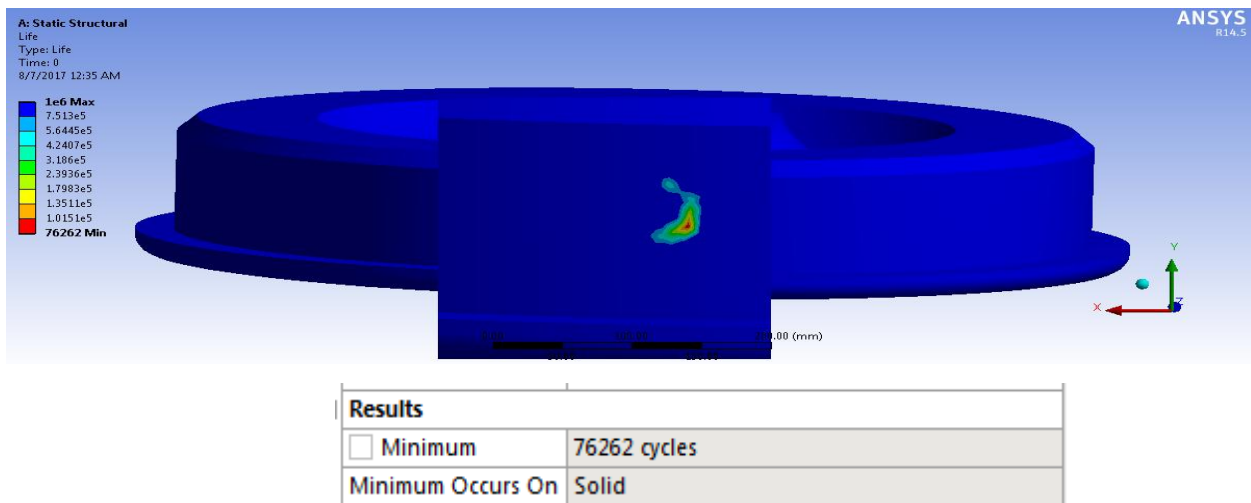 A: Static Structural
Life
Type: Life
Time: 0
8/7/2017 12:35 AM
ANSYS
R14.5
1e6 Max
7.513e5
5.6445e5
4.2407e5
3.186e5
2.3936e5
1.7983e5
1.3511e5
1.0151e5
76262 Min
Y
X
Z
(mm)
Results
Minimum 76262 cycles
Minimum Occurs On Solid